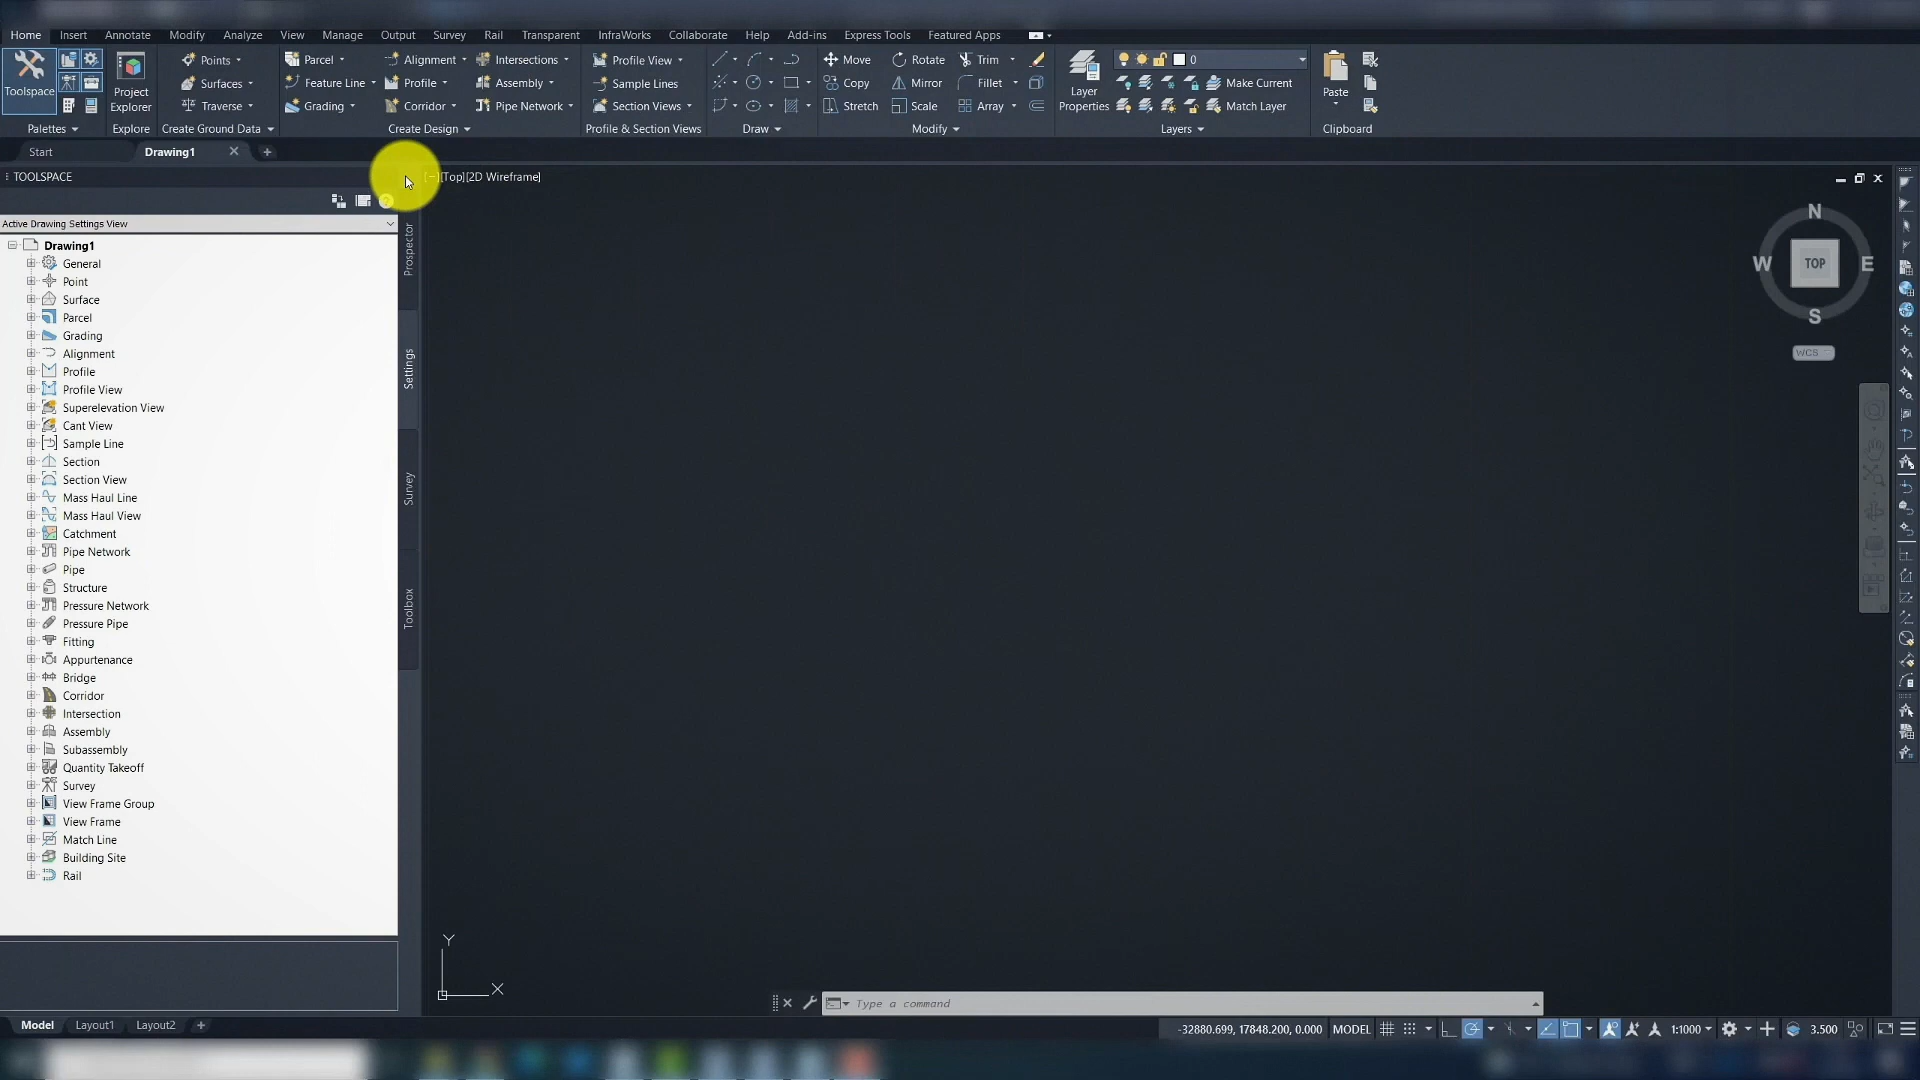 Home Insert Annotate Modify Analyze View Manage Output Survey Rail Transparent InfraWorks Collaborate Help Add-ins Express Tools Featured Apps
Toolspace
Palettes
Project Explorer
Explore
Points
Surfaces
Traverse
Create Ground Data
Parcel
Feature Line
Grading
Alignment
Profile
Corridor
Intersections
Assembly
Pipe Network
Create Design
Profile View
Sample Lines
Section Views
Profile & Section Views
Draw
Move Rotate Trim
Copy Mirror Fillet
Stretch Scale Array
Modify
Layer Properties
0
Make Current
Match Layer
Layers
Paste
Clipboard
Start Drawing1
TOOLSPACE
[−][Top][2D Wireframe]
Active Drawing Settings View
Drawing1
General
Point
Surface
Parcel
Grading
Alignment
Profile
Profile View
Superelevation View
Cant View
Sample Line
Section
Section View
Mass Haul Line
Mass Haul View
Catchment
Pipe Network
Pipe
Structure
Pressure Network
Pressure Pipe
Fitting
Appurtenance
Bridge
Corridor
Intersection
Assembly
Subassembly
Quantity Takeoff
Survey
View Frame Group
View Frame
Match Line
Building Site
Rail
Prospector
Settings
Survey
Toolbox
N
W TOP E
S
WCS
Y
X
Type a command
Model Layout1 Layout2
-32880.699, 17848.200, 0.000 MODEL 1:1000 3.500